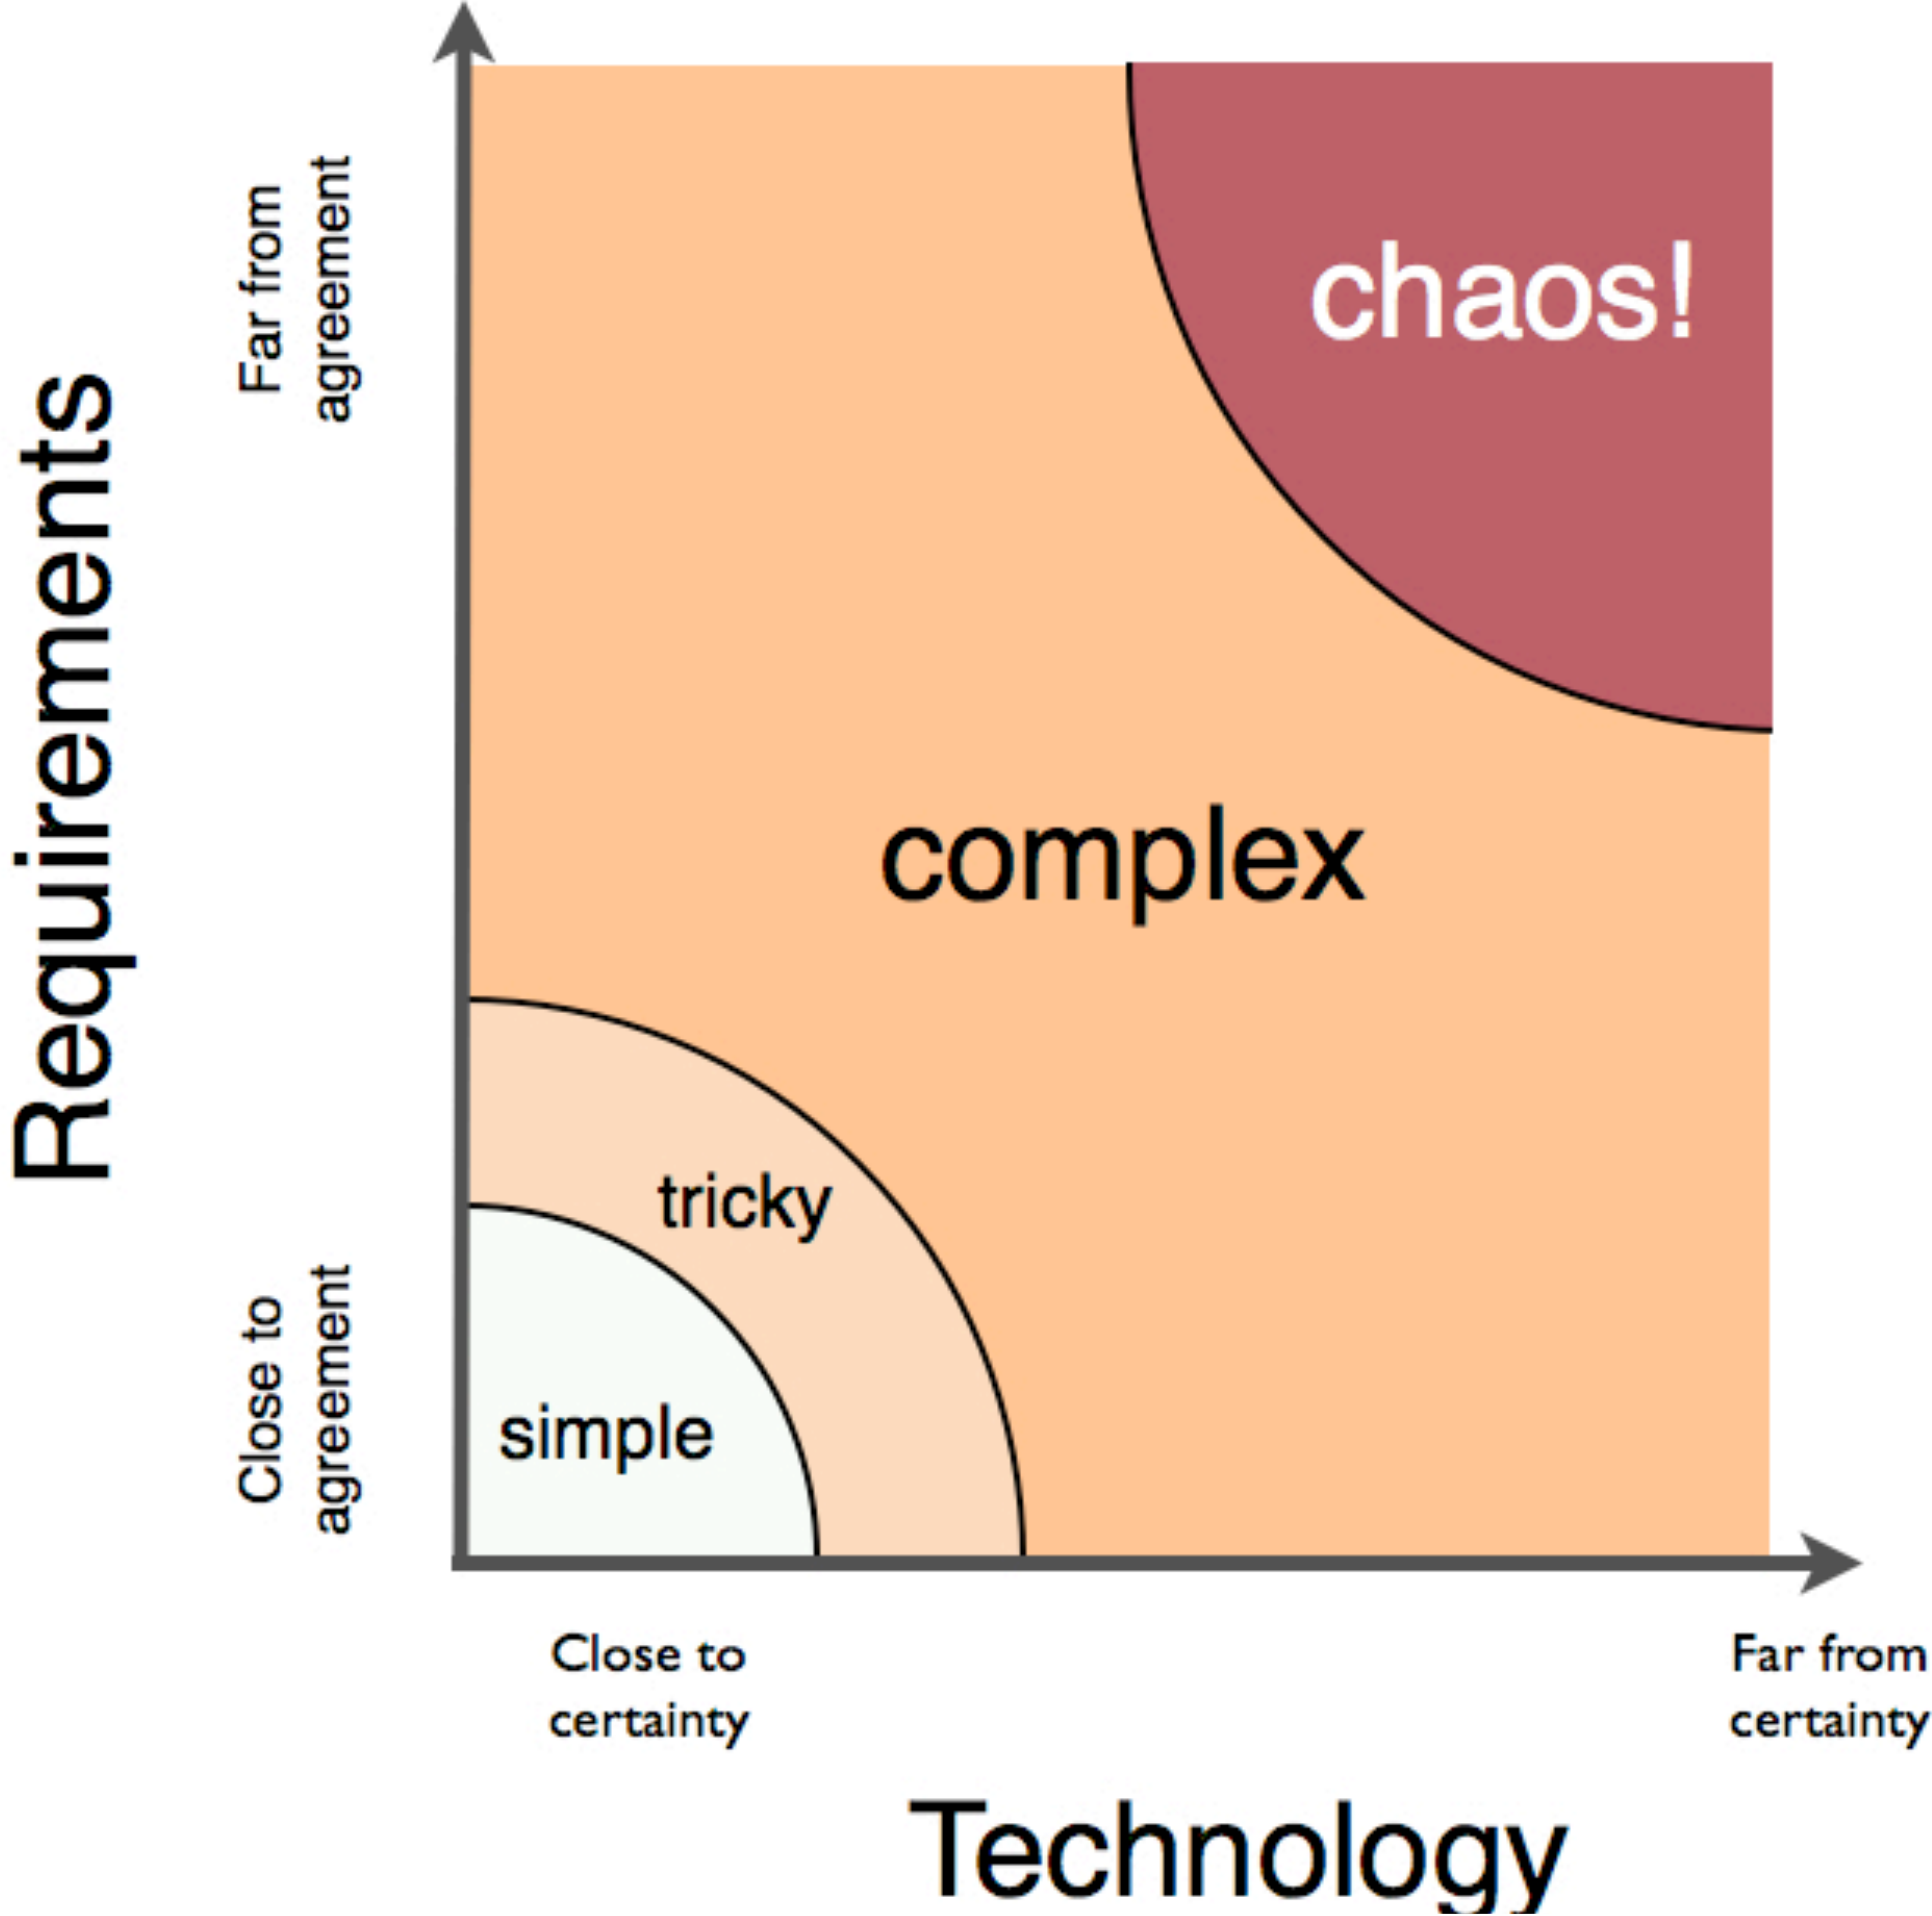 Requirements
Far from
agreement
Close to
agreement
chaos!
complex
tricky
simple
Close to
certainty
Far from
certainty
Technology